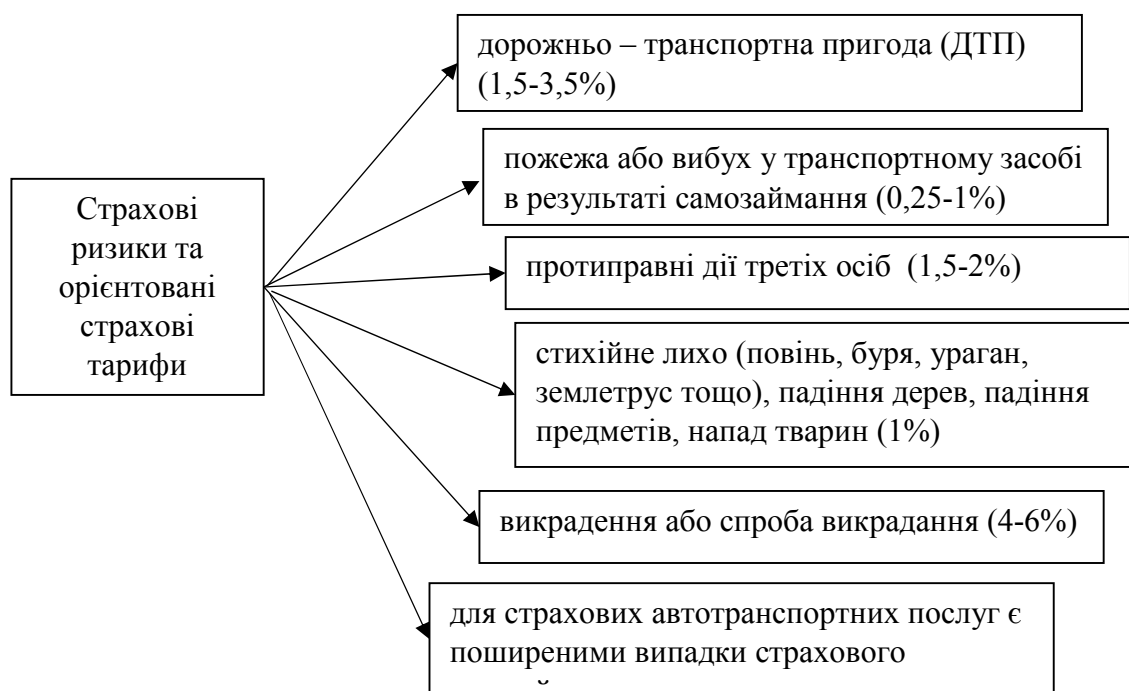 дорожньо – транспортна пригода (ДТП)
(1,5-3,5%)
пожежа або вибух у транспортному засобі
в результаті самозаймання (0,25-1%)
Страхові
ризики та
орієнтовані
страхові
тарифи
протиправні дії третіх осіб (1,5-2%)
стихійне лихо (повінь, буря, ураган,
землетрус тощо), падіння дерев, падіння
предметів, напад тварин (1%)
викрадення або спроба викрадання (4-6%)
для страхових автотранспортних послуг є
поширеними випадки страхового